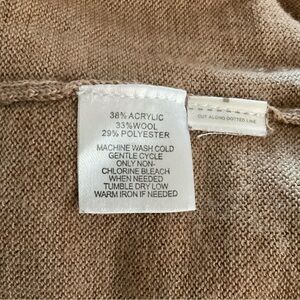 38% ACRYLIC
33%WOOL
29% POLYESTER
MACHINE WASH COLD
GENTLE CYCLE
ONLY NON-
CHLORINE BLEACH
WHEN NEEDED
TUMBLE DRY LOW
WARM IRON IF NEEDED
CUT ALONG DOTTED LINE